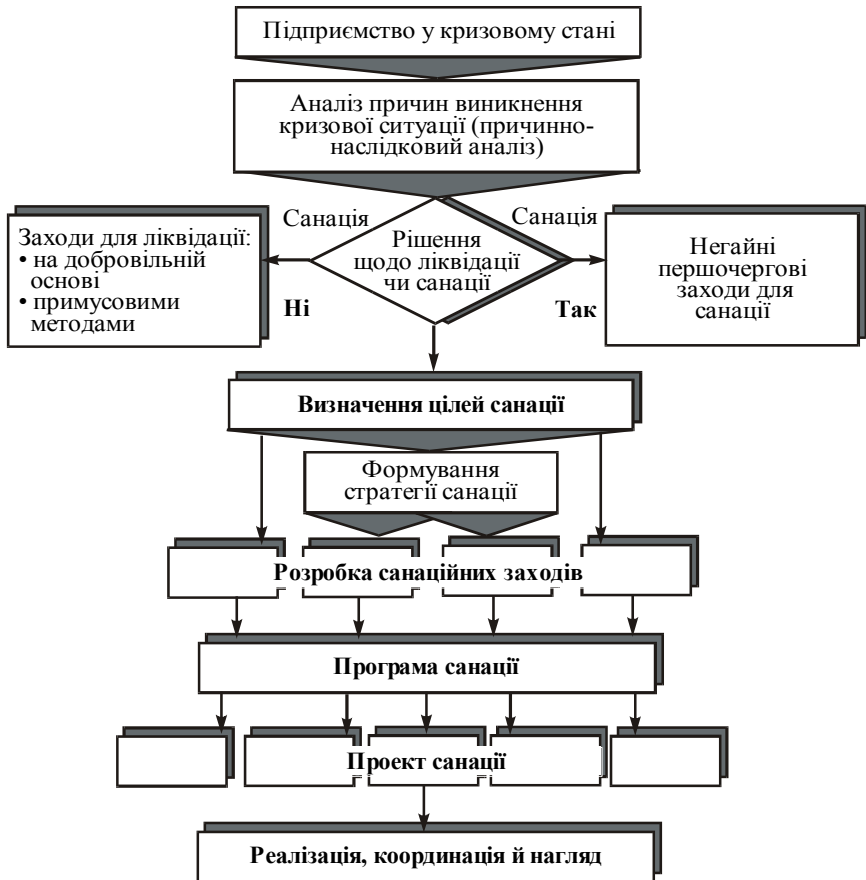 Підприємство у кризовому стані
Аналіз причин виникнення
кризової ситуації (причинно-
наслідковий аналіз)
Санація
Санація
Заходи для ліквідації:
• на добровільній
основі
• примусовими
методами
Рішення
щодо ліквідації
чи санації
Ні
Так
Негайні
першочергові
заходи для
санації
Визначення цілей санації
Формування
стратегії санації
Розробка санаційних заходів
Програма санації
Проект санації
Реалізація, координація й нагляд